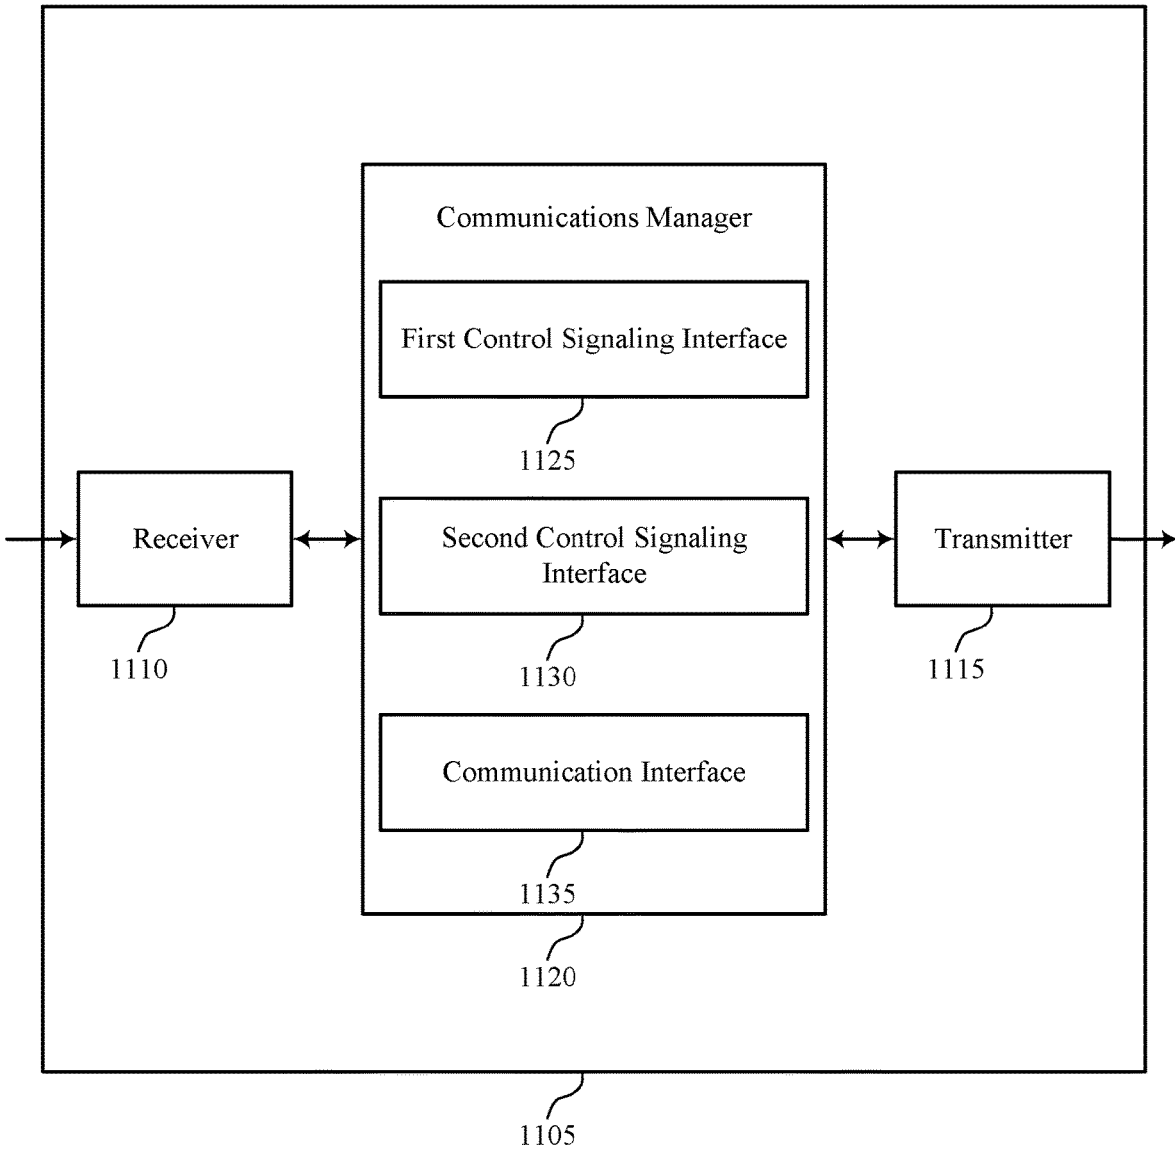 Communications Manager
First Control Signaling Interface
1125
Receiver
1110
Second Control Signaling
Interface
1130
Transmitter
1115
Communication Interface
1135
1120
1105